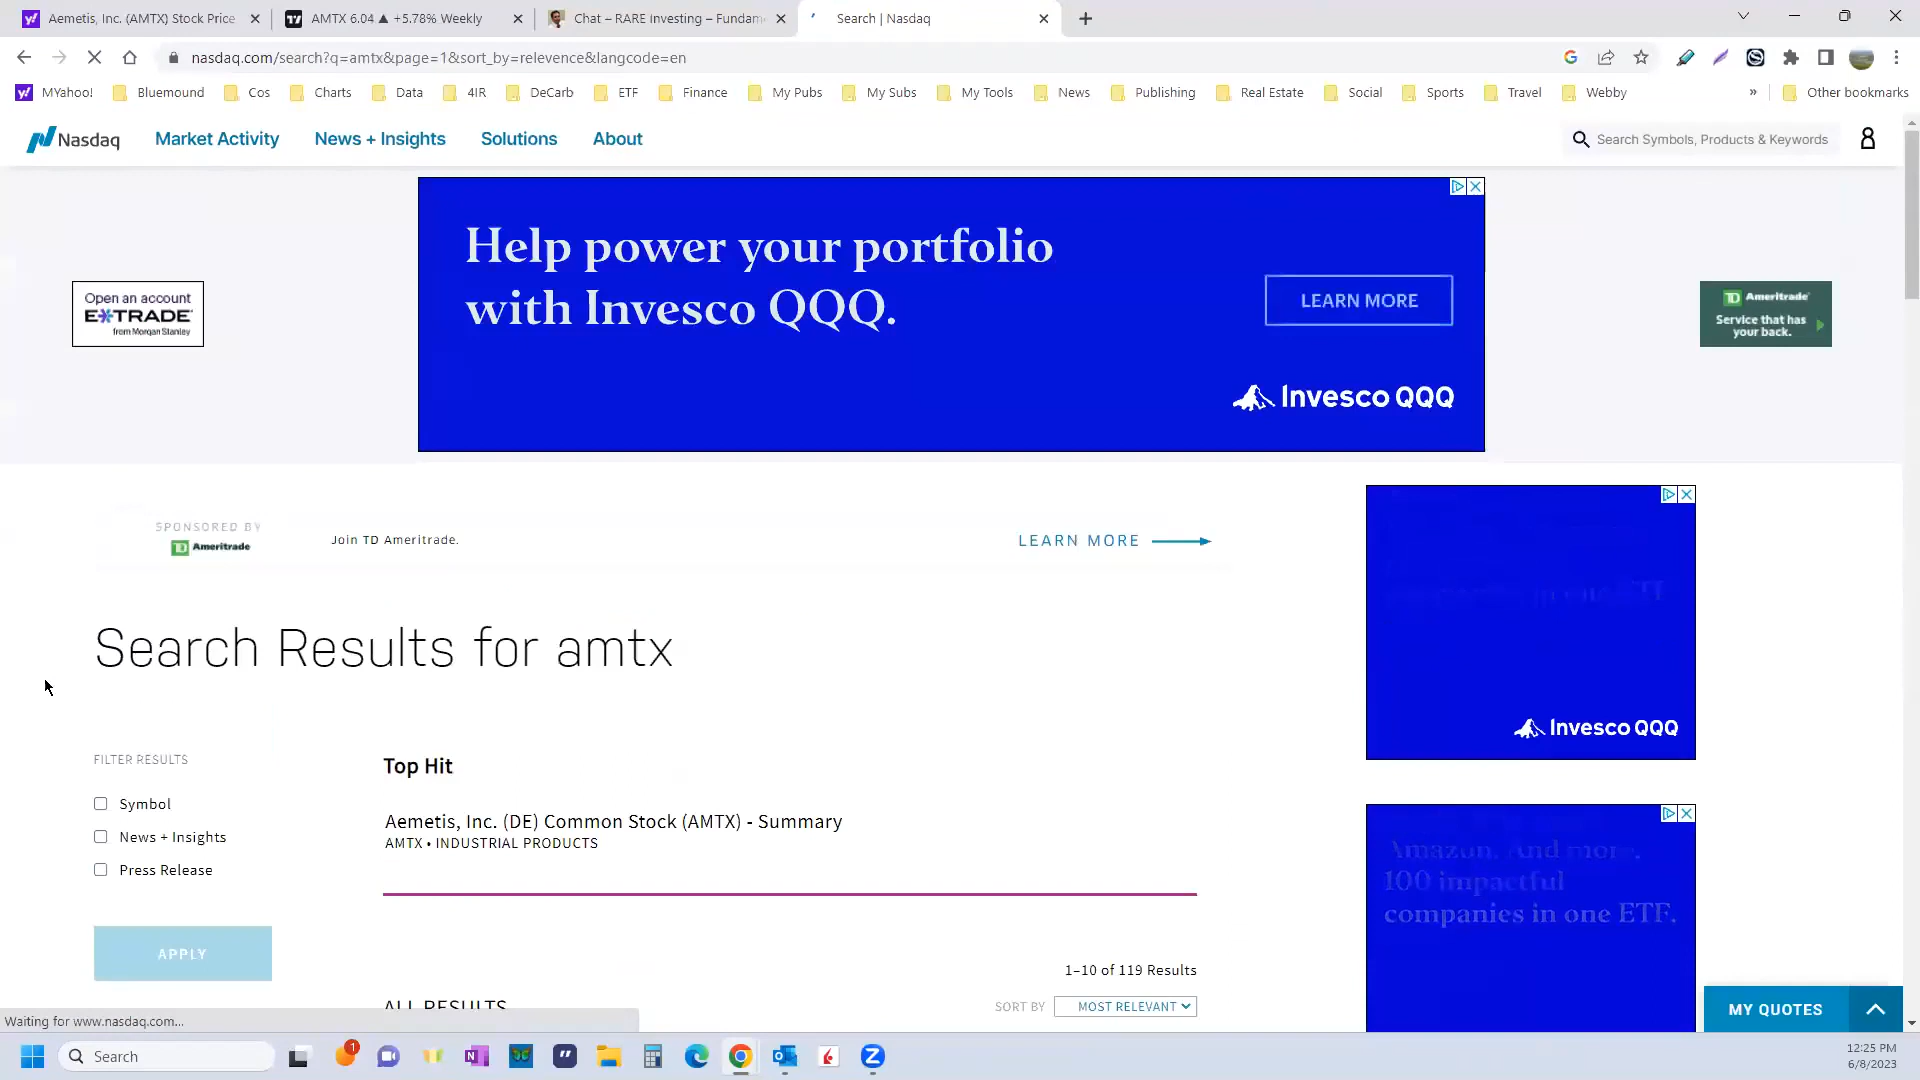 Aemetis, Inc. (AMTX) Stock Price
AMTX 6.04 ▲ +5.78% Weekly
Chat – RARE Investing – Fundam
Search | Nasdaq
nasdaq.com/search?q=amtx&page=1&sort_by=relevence&langcode=en
MYahoo!
Bluemound
Cos
Charts
Data
4IR
DeCarb
ETF
Finance
My Pubs
My Subs
My Tools
News
Publishing
Real Estate
Social
Sports
Travel
Webby
»
Other bookmarks
Nasdaq
Market Activity
News + Insights
Solutions
About
Search Symbols, Products & Keywords
Open an account
E*TRADE
from Morgan Stanley
Help power your portfolio
with Invesco QQQ.
LEARN MORE
Invesco QQQ
TD Ameritrade
Service that has
your back.
SPONSORED BY
TD Ameritrade
Join TD Ameritrade.
LEARN MORE
Search Results for amtx
Invesco QQQ
FILTER RESULTS
Symbol
News + Insights
Press Release
APPLY
Top Hit
Aemetis, Inc. (DE) Common Stock (AMTX) - Summary
AMTX • INDUSTRIAL PRODUCTS
1–10 of 119 Results
ALL RESULTS
SORT BY
MOST RELEVANT
Amazon. And more.
100 impactful
companies in one ETF.
MY QUOTES
Waiting for www.nasdaq.com...
Search
1
12:25 PM
6/8/2023